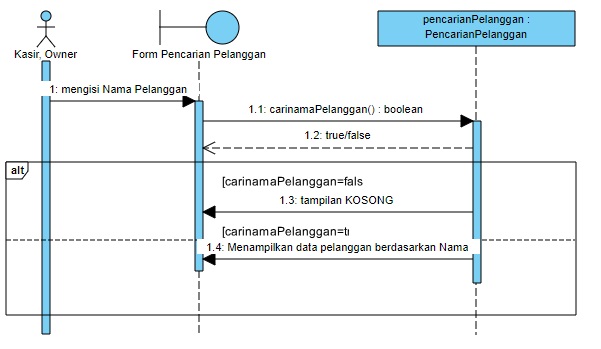 pencarianPelanggan :
PencarianPelanggan
Kasir, Owner
Form Pencarian Pelanggan
1: mengisi Nama Pelanggan
1.1: carinamaPelanggan() : boolean
1.2: true/false
alt
[carinamaPelanggan=fals
1.3: tampilan KOSONG
[carinamaPelanggan=tr
1.4: Menampilkan data pelanggan berdasarkan Nama